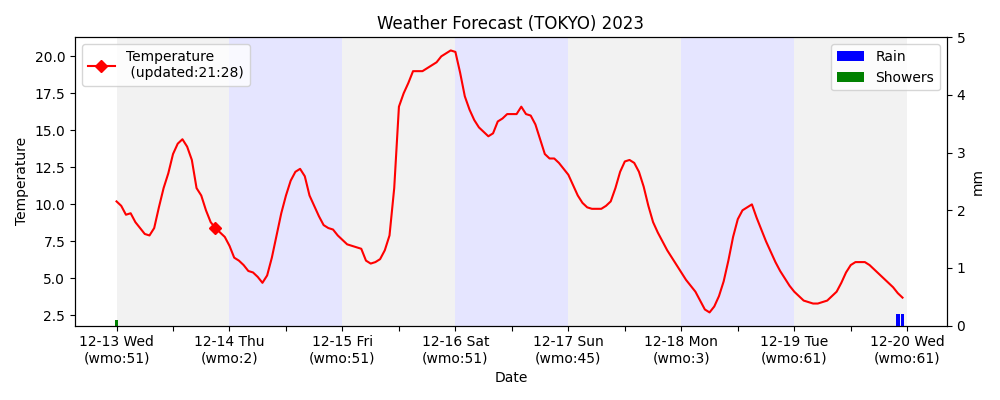 Weather Forecast (TOKYO) 2023
Temperature
(updated:21:28)
Rain
Showers
Temperature
20.0
17.5
15.0
12.5
10.0
7.5
5.0
2.5
5
4
3
2
1
0
mm
12-13 Wed 12-14 Thu 12-15 Fri 12-16 Sat 12-17 Sun 12-18 Mon 12-19 Tue 12-20 Wed
(wmo:51) (wmo:2) (wmo:51) (wmo:51) (wmo:45) (wmo:3) (wmo:61) (wmo:61)
Date